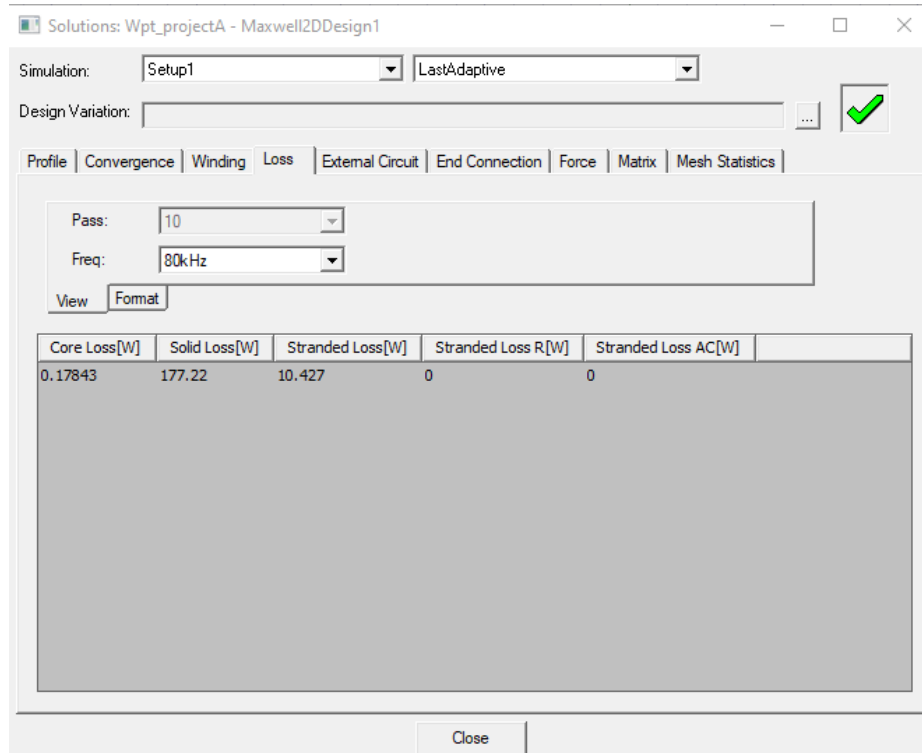 Solutions: Wpt_projectA - Maxwell2DDesign1
Simulation: Setup1 LastAdaptive
Design Variation: ...
Profile Convergence Winding Loss External Circuit End Connection Force Matrix Mesh Statistics
Pass: 10
Freq: 80kHz
View Format
Core Loss[W] Solid Loss[W] Stranded Loss[W] Stranded Loss R[W] Stranded Loss AC[W]
0.17843 177.22 10.427 0 0
Close